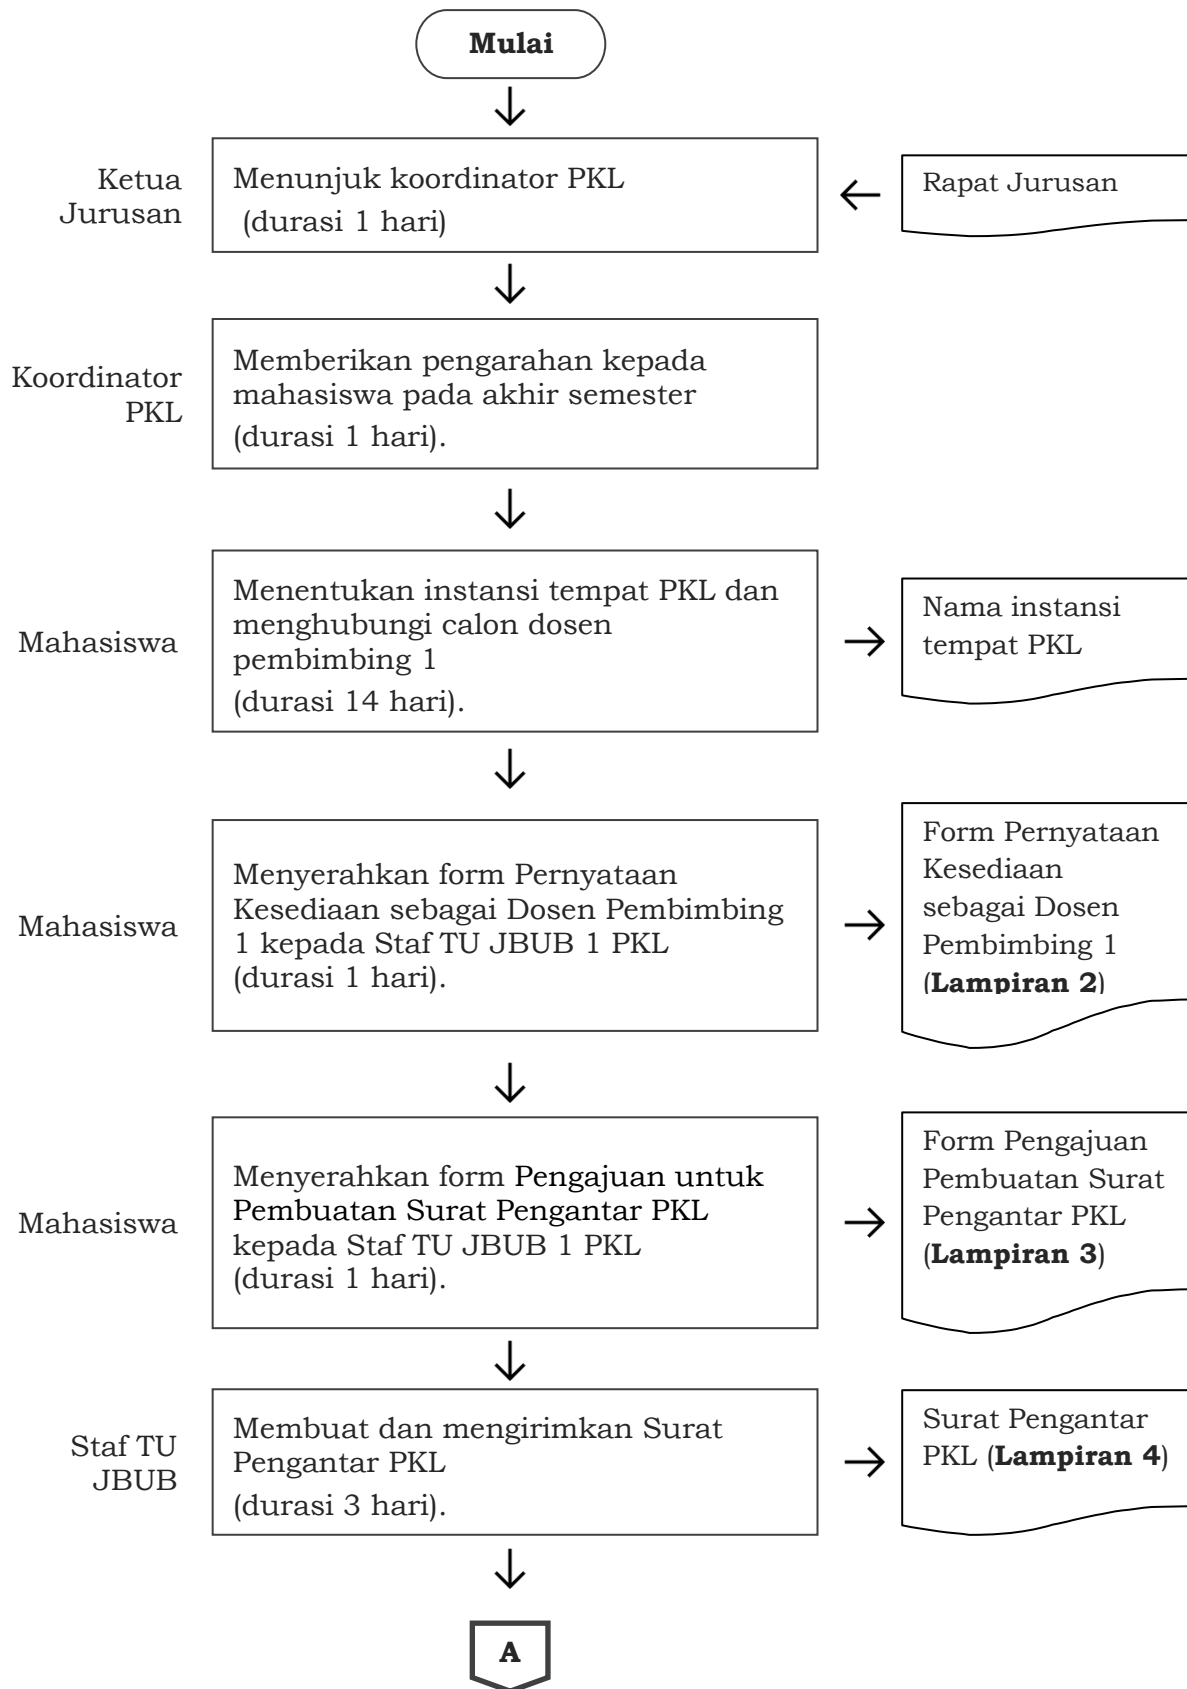 Mulai
Ketua
Jurusan
Menunjuk koordinator PKL
(durasi 1 hari)
Rapat Jurusan
Koordinator
PKL
Memberikan pengarahan kepada
mahasiswa pada akhir semester
(durasi 1 hari).
Mahasiswa
Menentukan instansi tempat PKL dan
menghubungi calon dosen
pembimbing 1
(durasi 14 hari).
Nama instansi
tempat PKL
Mahasiswa
Menyerahkan form Pernyataan
Kesediaan sebagai Dosen Pembimbing
1 kepada Staf TU JBUB 1 PKL
(durasi 1 hari).
Form Pernyataan
Kesediaan
sebagai Dosen
Pembimbing 1
(Lampiran 2)
Mahasiswa
Menyerahkan form Pengajuan untuk
Pembuatan Surat Pengantar PKL
kepada Staf TU JBUB 1 PKL
(durasi 1 hari).
Form Pengajuan
Pembuatan Surat
Pengantar PKL
(Lampiran 3)
Staf TU
JBUB
Membuat dan mengirimkan Surat
Pengantar PKL
(durasi 3 hari).
Surat Pengantar
PKL (Lampiran 4)
A